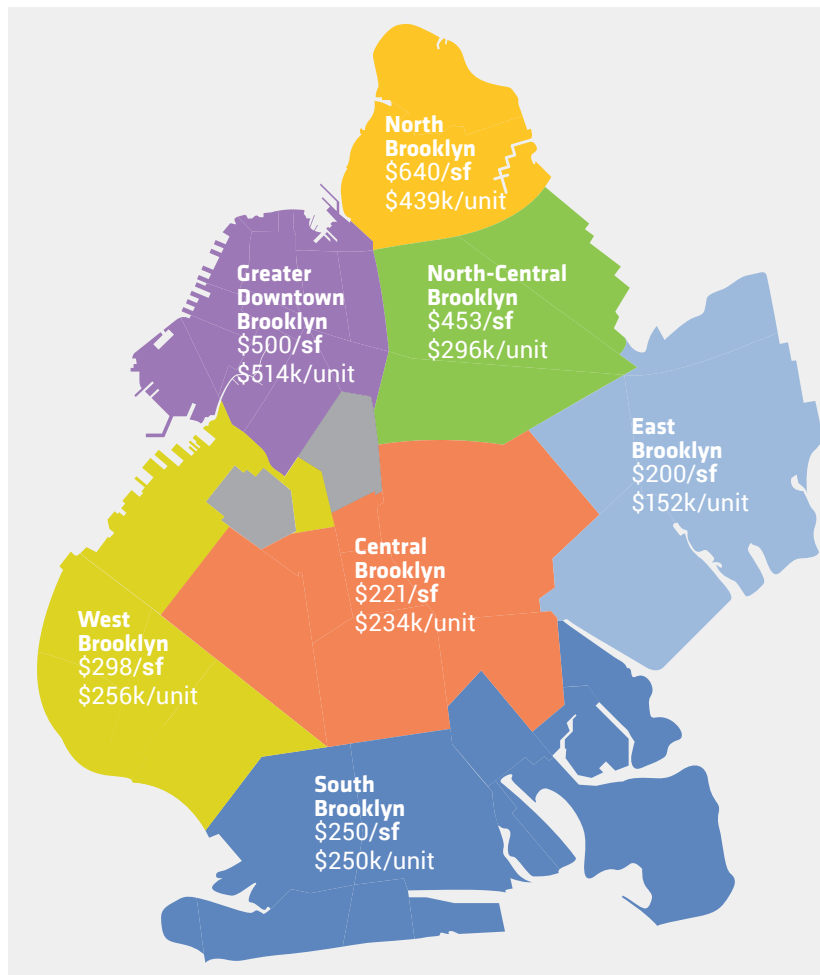 North
Brooklyn
$640/sf
$439k/unit
Greater
Downtown
Brooklyn
$500/sf
$514k/unit
North-Central
Brooklyn
$453/sf
$296k/unit
East
Brooklyn
$200/sf
$152k/unit
Central
Brooklyn
$221/sf
$234k/unit
West
Brooklyn
$298/sf
$256k/unit
South
Brooklyn
$250/sf
$250k/unit